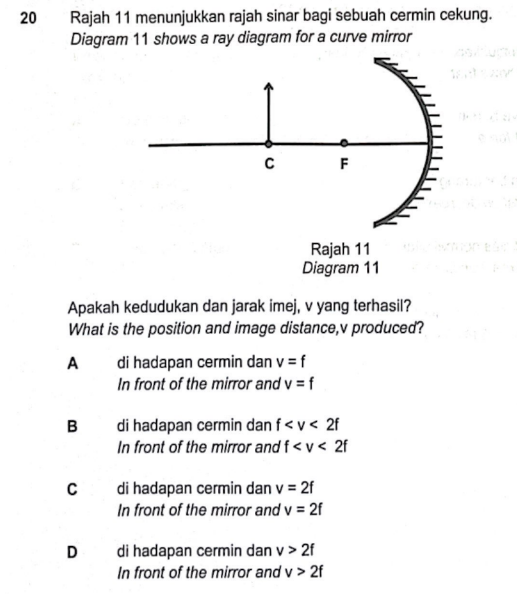 20 Rajah 11 menunjukkan rajah sinar bagi sebuah cermin cekung.
Diagram 11 shows a ray diagram for a curve mirror
C F
Rajah 11
Diagram 11
Apakah kedudukan dan jarak imej, v yang terhasil?
What is the position and image distance,v produced?
A di hadapan cermin dan v = f
In front of the mirror and v = f
B di hadapan cermin dan f < v < 2f
In front of the mirror and f < v < 2f
C di hadapan cermin dan v = 2f
In front of the mirror and v = 2f
D di hadapan cermin dan v > 2f
In front of the mirror and v > 2f